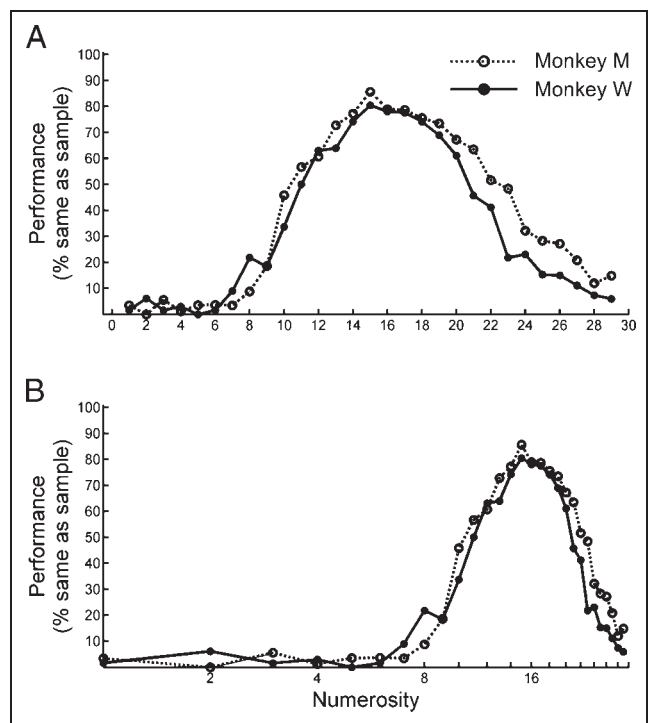 A
Monkey M
Monkey W
Performance
(% same as sample)
100
90
80
70
60
50
40
30
20
10
0 2 4 6 8 10 12 14 16 18 20 22 24 26 28 30
B
Performance
(% same as sample)
100
90
80
70
60
50
40
30
20
10
2 4 8 16
Numerosity